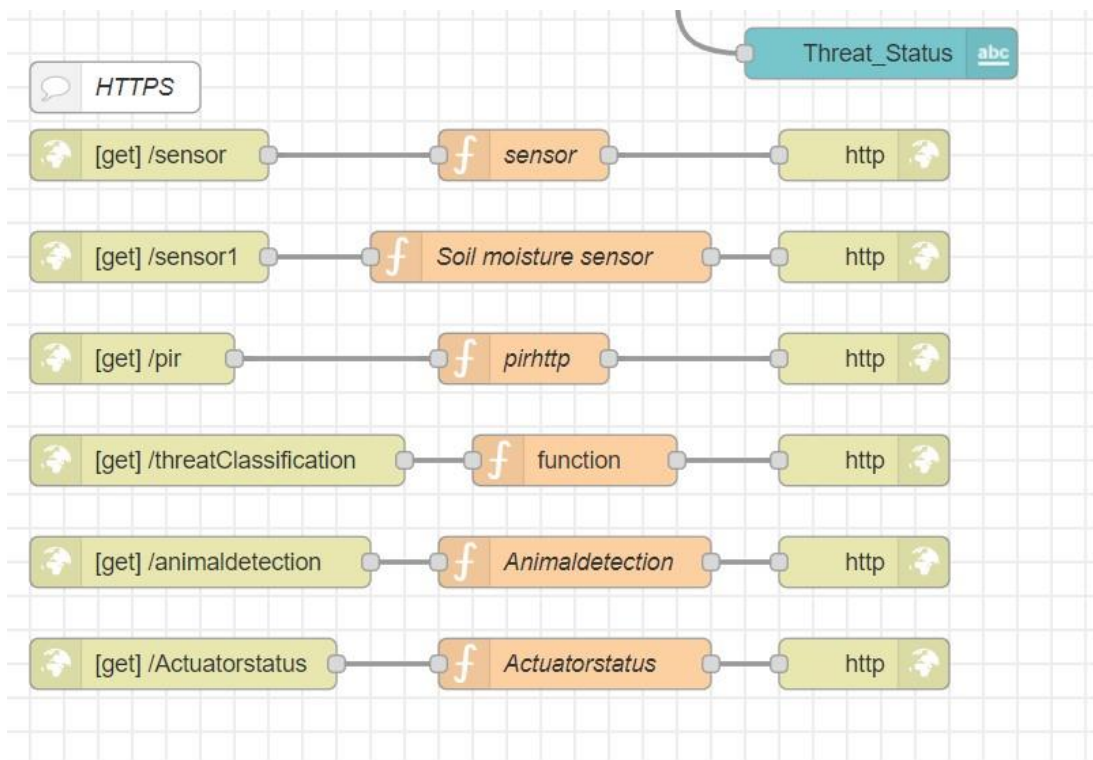 Threat_Status abc
HTTPS
[get] /sensor sensor http
[get] /sensor1 Soil moisture sensor http
[get] /pir pirhttp http
[get] /threatClassification function http
[get] /animaldetection Animaldetection http
[get] /Actuatorstatus Actuatorstatus http